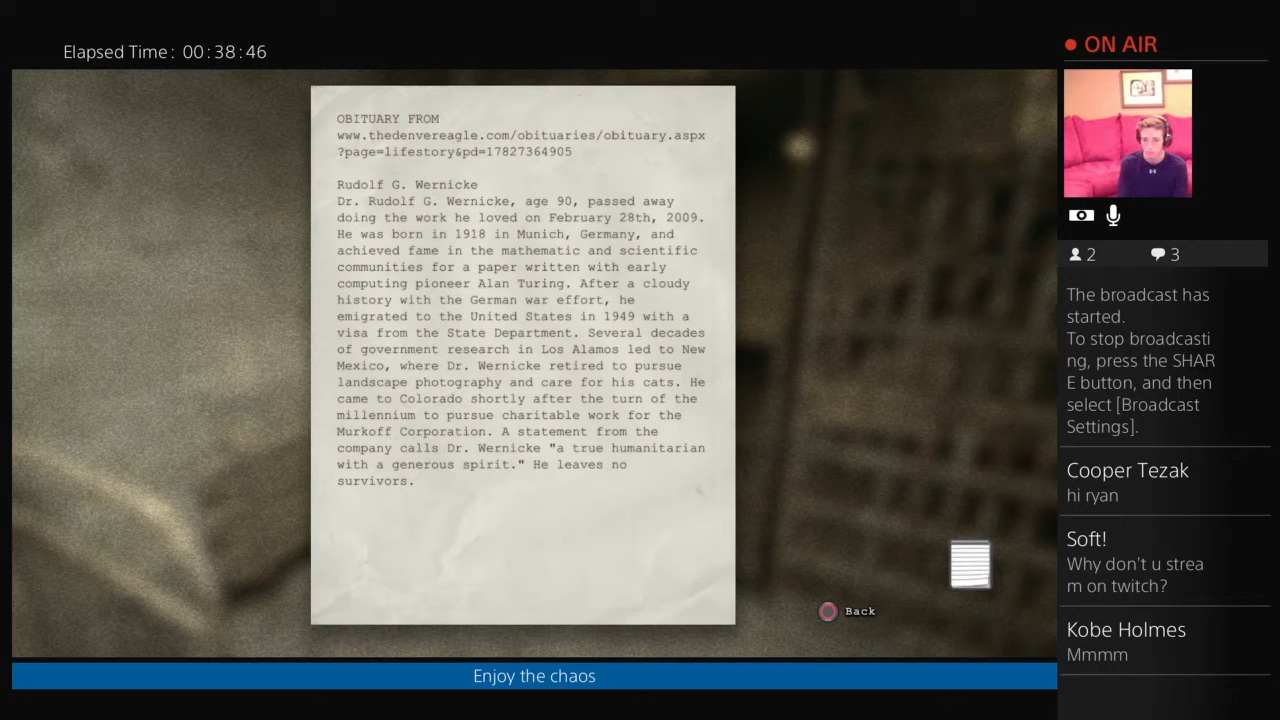 Elapsed Time: 00:38:46
OBITUARY FROM
www.thedenvereagle.com/obituaries/obituary.aspx
?page=lifestory&pd=17827364905
Rudolf G. Wernicke
Dr. Rudolf G. Wernicke, age 90, passed away
doing the work he loved on February 28th, 2009.
He was born in 1918 in Munich, Germany, and
achieved fame in the mathematic and scientific
communities for a paper written with early
computing pioneer Alan Turing. After a cloudy
history with the German war effort, he
emigrated to the United States in 1949 with a
visa from the State Department. Several decades
of government research in Los Alamos led to New
Mexico, where Dr. Wernicke retired to pursue
landscape photography and care for his cats. He
came to Colorado shortly after the turn of the
millennium to pursue charitable work for the
Murkoff Corporation. A statement from the
company calls Dr. Wernicke "a true humanitarian
with a generous spirit." He leaves no
survivors.
Back
Enjoy the chaos
ON AIR
2
3
The broadcast has
started.
To stop broadcasti
ng, press the SHAR
E button, and then
select [Broadcast
Settings].
Cooper Tezak
hi ryan
Soft!
Why don't u strea
m on twitch?
Kobe Holmes
Mmmm